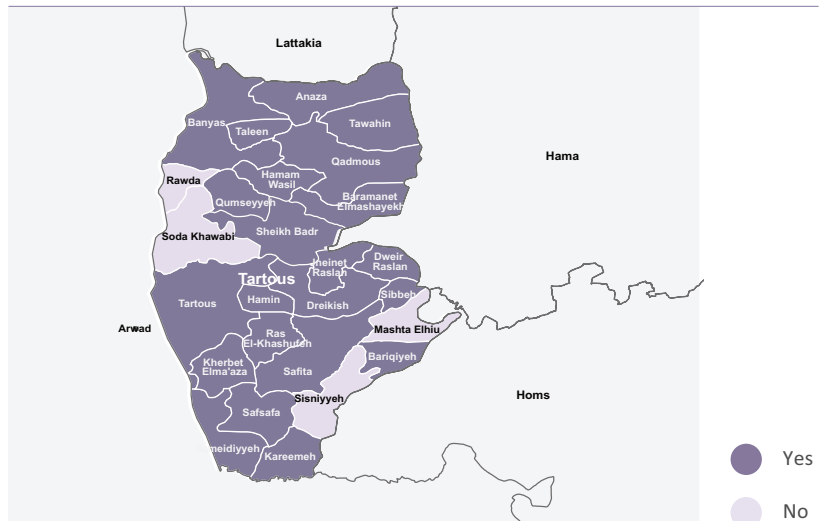 Lattakia
Anaza
Banyas
Taleen
Tawahin
Hama
Qadmous
Rawda
Hamam
Wasil
Qumseyyeh
Baramanet
Elmashayekh
Soda Khawabi
Sheikh Badr
Jneinet
Raslan
Dweir
Raslan
Tartous
Tartous
Hamin
Dreikish
Sibbeh
Arwad
Mashta Elhiu
Ras
El-Khashufeh
Bariqiyeh
Kherbet
Elma'aza
Safita
Sisniyyeh
Homs
Safsafa
meidiyyeh
Kareemeh
Yes
No